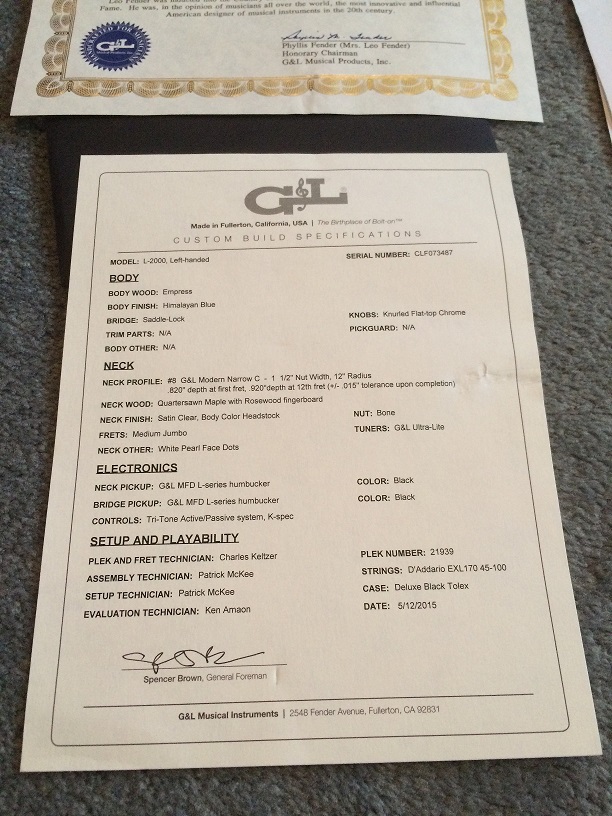 Fame. He was, in the opinion of musicians all over the world, the most innovative and influential
American designer of musical instruments in the 20th century.
Phyllis Fender (Mrs. Leo Fender)
Honorary Chairman
G&L Musical Products, Inc.
G&L
G&L
Made in Fullerton, California, USA | The Birthplace of Bolt-on™
CUSTOM BUILD SPECIFICATIONS
MODEL: L-2000, Left-handed SERIAL NUMBER: CLF073487
BODY
BODY WOOD: Empress
BODY FINISH: Himalayan Blue
BRIDGE: Saddle-Lock KNOBS: Knurled Flat-top Chrome
TRIM PARTS: N/A PICKGUARD: N/A
BODY OTHER: N/A
NECK
NECK PROFILE: #8 G&L Modern Narrow C - 1 1/2" Nut Width, 12" Radius
.820" depth at first fret, .920"depth at 12th fret (+/- .015" tolerance upon completion)
NECK WOOD: Quartersawn Maple with Rosewood fingerboard
NECK FINISH: Satin Clear, Body Color Headstock NUT: Bone
FRETS: Medium Jumbo TUNERS: G&L Ultra-Lite
NECK OTHER: White Pearl Face Dots
ELECTRONICS
NECK PICKUP: G&L MFD L-series humbucker COLOR: Black
BRIDGE PICKUP: G&L MFD L-series humbucker COLOR: Black
CONTROLS: Tri-Tone Active/Passive system, K-spec
SETUP AND PLAYABILITY
PLEK AND FRET TECHNICIAN: Charles Keltzer PLEK NUMBER: 21939
ASSEMBLY TECHNICIAN: Patrick McKee STRINGS: D'Addario EXL170 45-100
SETUP TECHNICIAN: Patrick McKee CASE: Deluxe Black Tolex
EVALUATION TECHNICIAN: Ken Arnaon DATE: 5/12/2015
Spencer Brown, General Foreman
G&L Musical Instruments | 2548 Fender Avenue, Fullerton, CA 92831